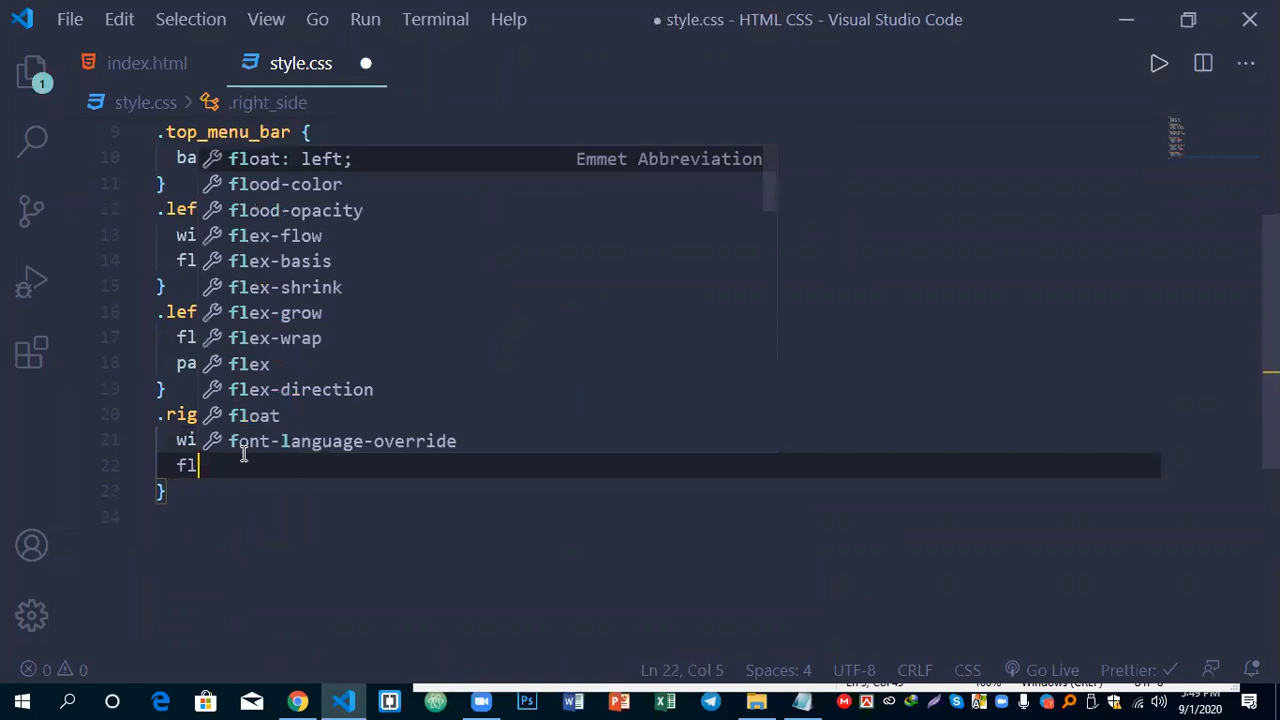 File Edit Selection View Go Run Terminal Help
style.css - HTML CSS - Visual Studio Code
1
index.html
style.css
style.css > .right_side
9 .top_menu_bar {
10 ba
11 }
12 .lef
13 wi
14 fl
15 }
16 .lef
17 fl
18 pa
19 }
20 .rig
21 wi
22 fl
23 }
24
float: left; Emmet Abbreviation
flood-color
flood-opacity
flex-flow
flex-basis
flex-shrink
flex-grow
flex-wrap
flex
flex-direction
float
font-language-override
0 0 Ln 22, Col 5 Spaces: 4 UTF-8 CRLF CSS Go Live Prettier:
9/1/2020